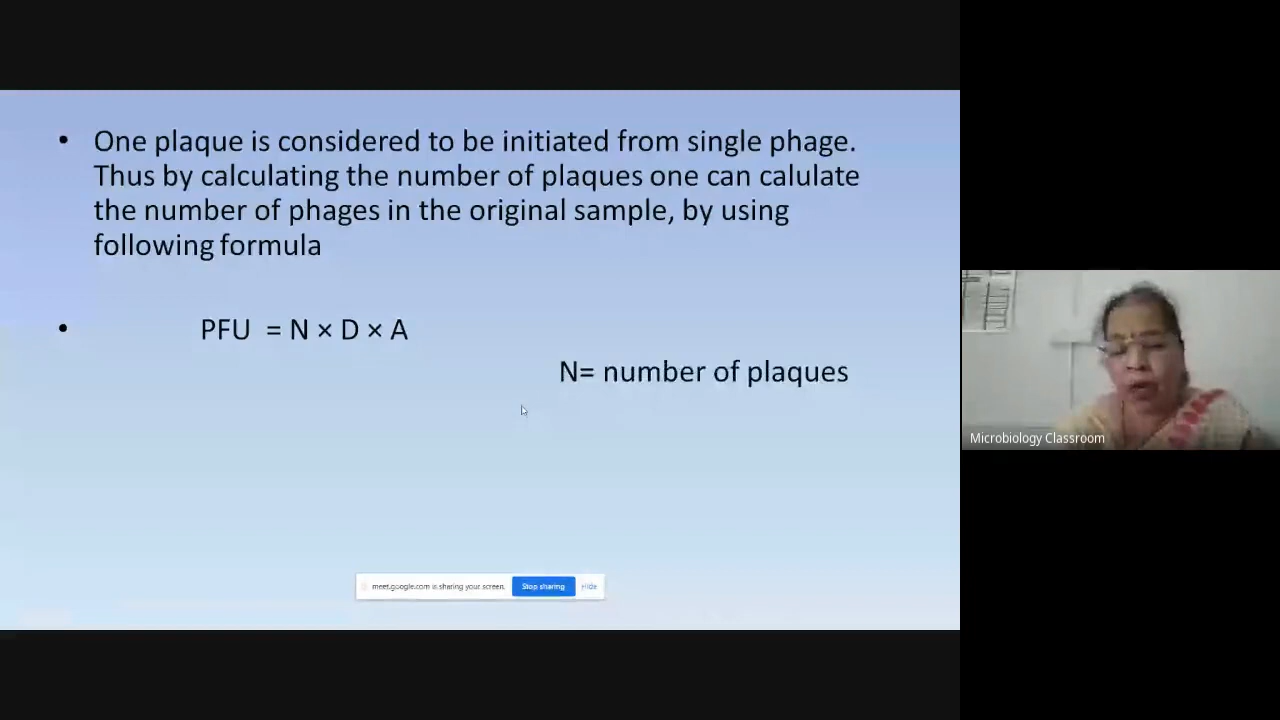 • One plaque is considered to be initiated from single phage.
Thus by calculating the number of plaques one can calulate
the number of phages in the original sample, by using
following formula
• PFU = N × D × A
N= number of plaques
meet.google.com is sharing your screen. Stop sharing Hide
Microbiology Classroom